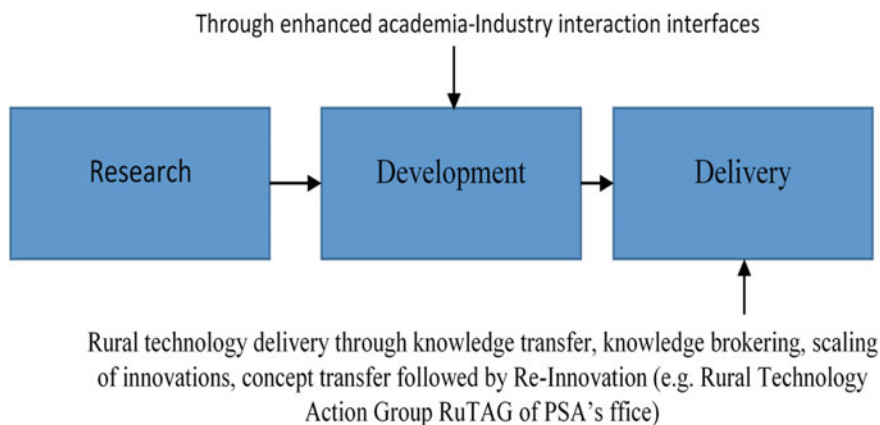 Through enhanced academia-Industry interaction interfaces
Research
Development
Delivery
Rural technology delivery through knowledge transfer, knowledge brokering, scaling
of innovations, concept transfer followed by Re-Innovation (e.g. Rural Technology
Action Group RuTAG of PSA's ffice)